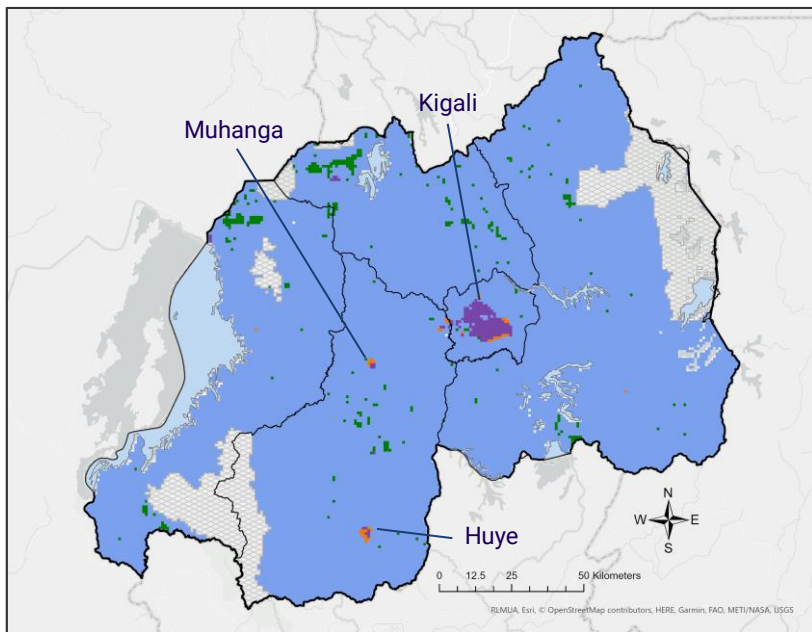 Kigali
Muhanga
Huye
N
W E
S
0 12.5 25 50 Kilometers
RLMUA, Esri, © OpenStreetMap contributors, HERE, Garmin, FAO, METI/NASA, USGS